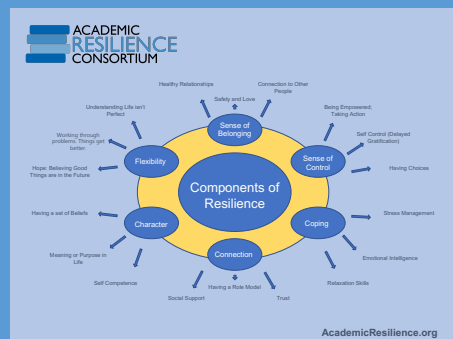 ACADEMIC
RESILIENCE
CONSORTIUM
Healthy Relationships
Connection to Other
People
Safety and Love
Understanding Life isn't
Perfect
Being Empowered:
Taking Action
Sense of
Belonging
Working through
problems. Things get
better.
Self Control (Delayed
Gratification)
Flexibility
Sense of
Control
Hope: Believing Good
Things are in the Future
Having Choices
Components of
Resilience
Having a set of Beliefs
Stress Management
Character
Coping
Meaning or Purpose in
Life
Connection
Emotional Intelligence
Self Competence
Relaxation Skills
Having a Role Model
Social Support
Trust
AcademicResilience.org